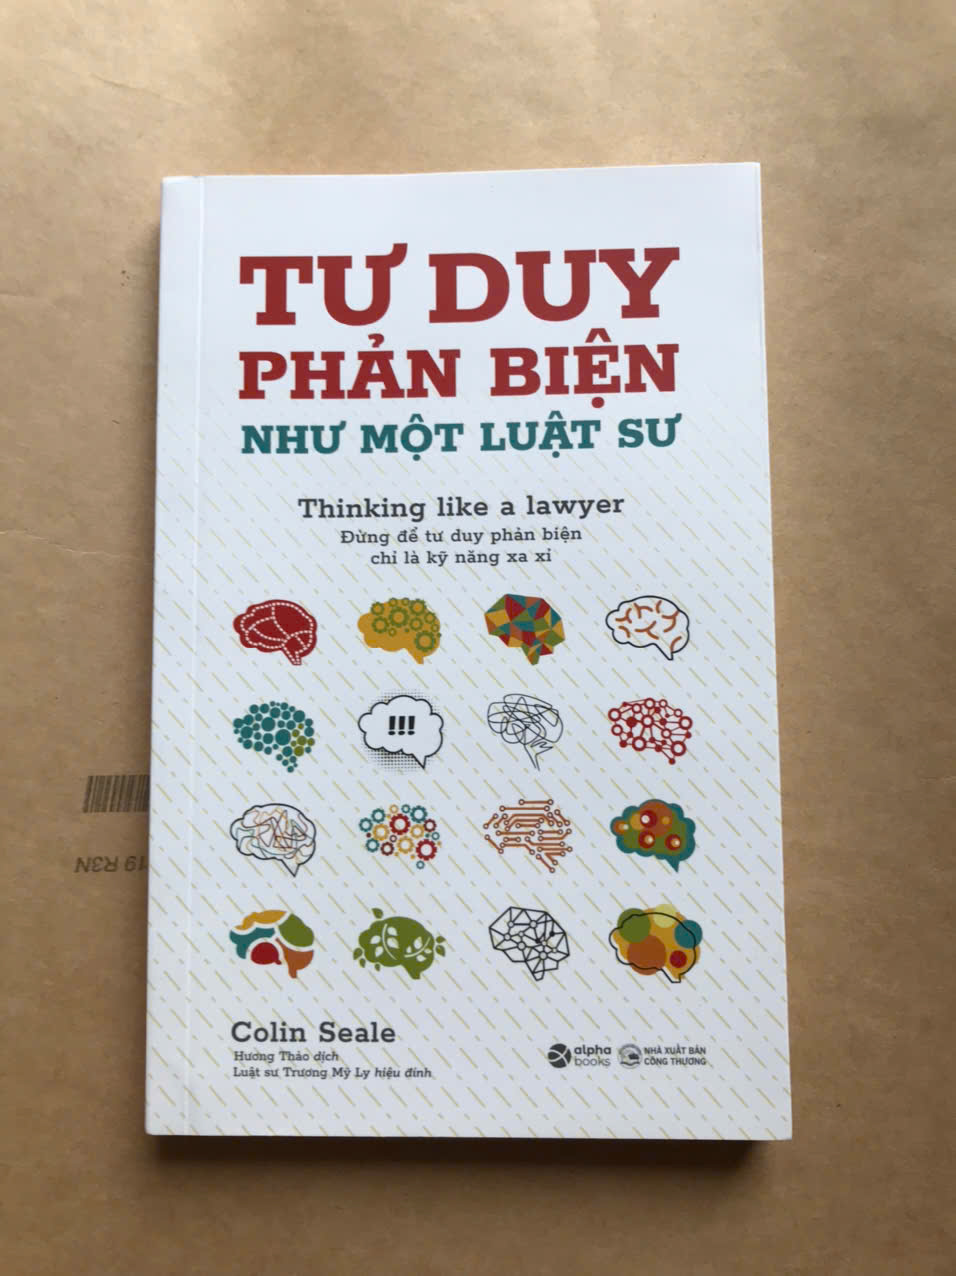 TƯ DUY
PHẢN BIỆN
NHƯ MỘT LUẬT SƯ
Thinking like a lawyer
Đừng để tư duy phản biện
chỉ là kỹ năng xa xỉ
!!!
19 R3N
Colin Seale
Hương Thảo dịch
Luật sư Trương Mỹ Ly hiệu đính
alpha
books
NHÀ XUẤT BẢN
CÔNG THƯƠNG